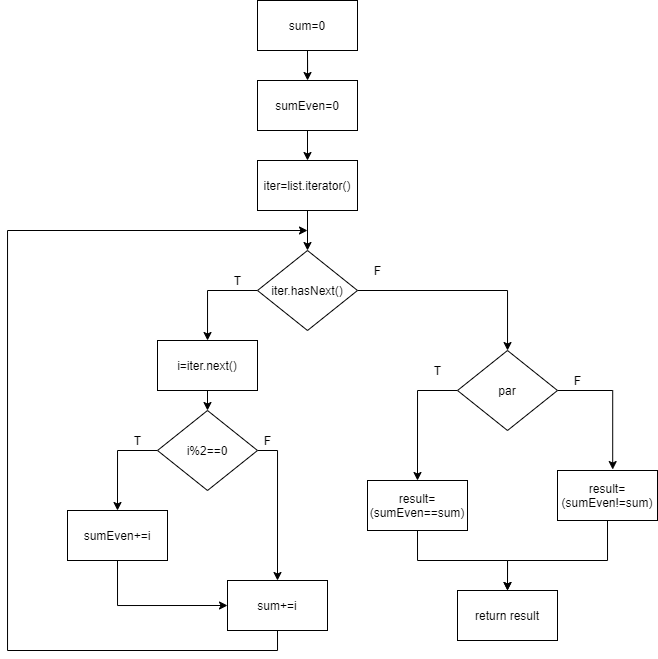 sum=0
sumEven=0
iter=list.iterator()
T
iter.hasNext()
F
i=iter.next()
T
i%2==0
F
sumEven+=i
sum+=i
T
par
F
result=
(sumEven==sum)
result=
(sumEven!=sum)
return result